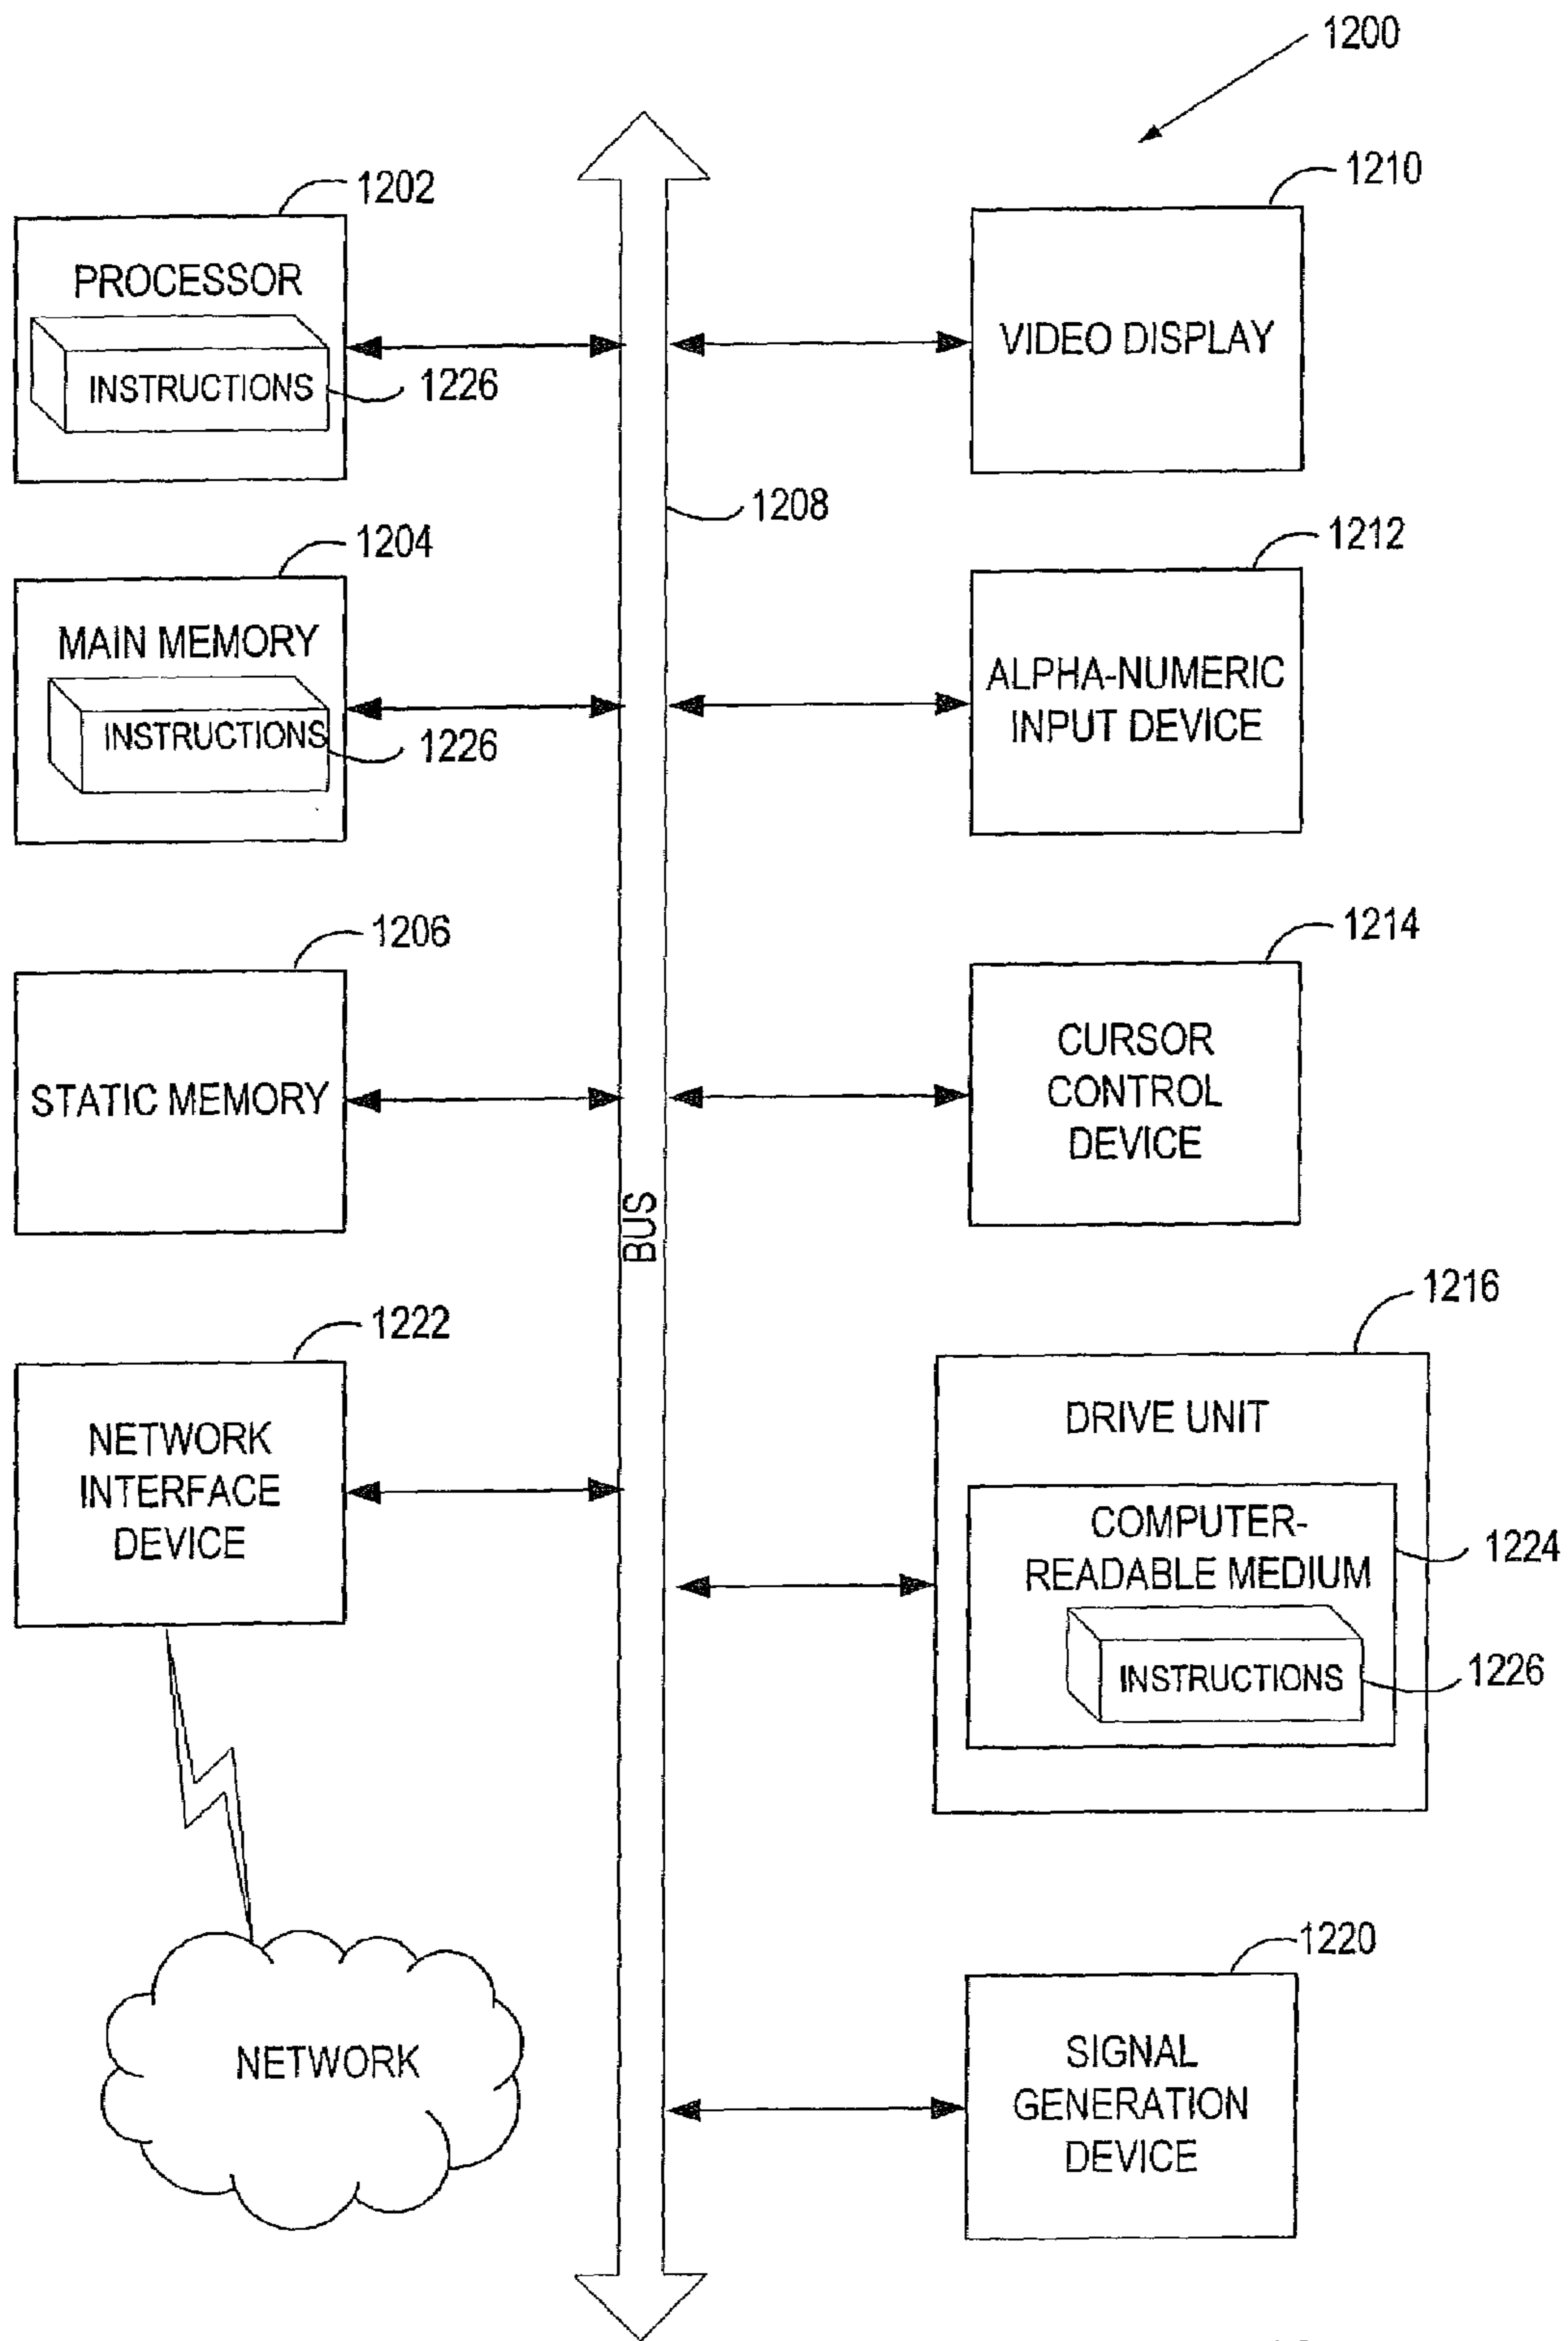 1200
1202
PROCESSOR
INSTRUCTIONS
1226
1204
MAIN MEMORY
INSTRUCTIONS
1226
1206
STATIC MEMORY
1222
NETWORK
INTERFACE
DEVICE
NETWORK
1208
BUS
1210
VIDEO DISPLAY
1212
ALPHA-NUMERIC
INPUT DEVICE
1214
CURSOR
CONTROL
DEVICE
1216
DRIVE UNIT
COMPUTER-
READABLE MEDIUM
1224
INSTRUCTIONS
1226
1220
SIGNAL
GENERATION
DEVICE